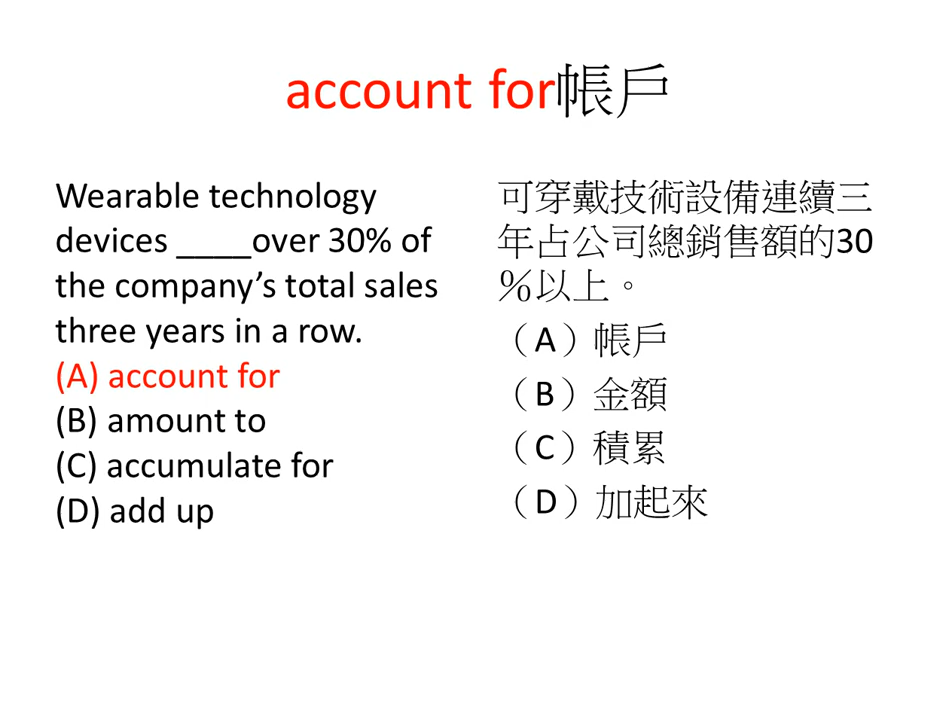 account for帳戶
Wearable technology
devices ____over 30% of
the company’s total sales
three years in a row.
(A) account for
(B) amount to
(C) accumulate for
(D) add up
可穿戴技術設備連續三
年占公司總銷售額的30
％以上。
（A）帳戶
（B）金額
（C）積累
（D）加起來